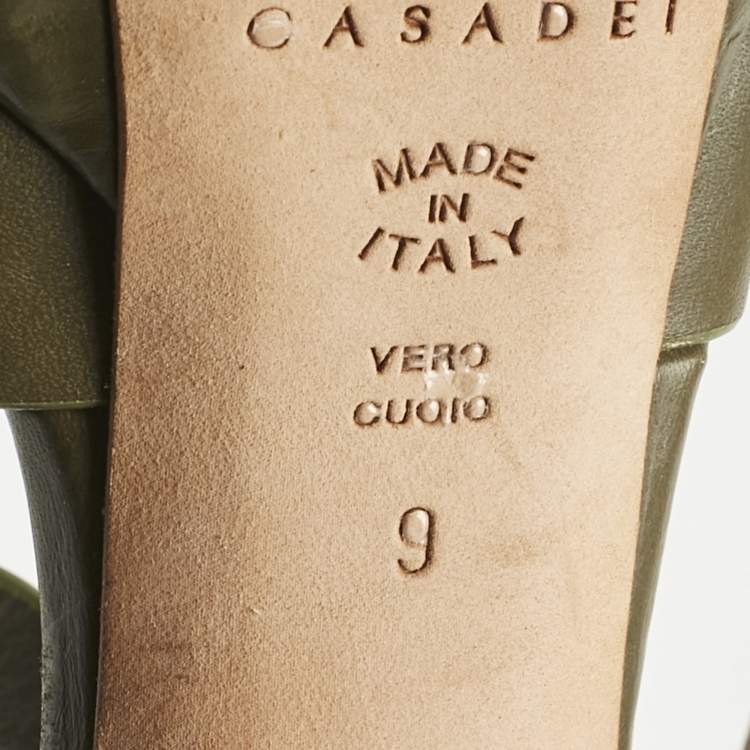 CASADEI
MADE
IN
ITALY
VERO
CUOIO
9